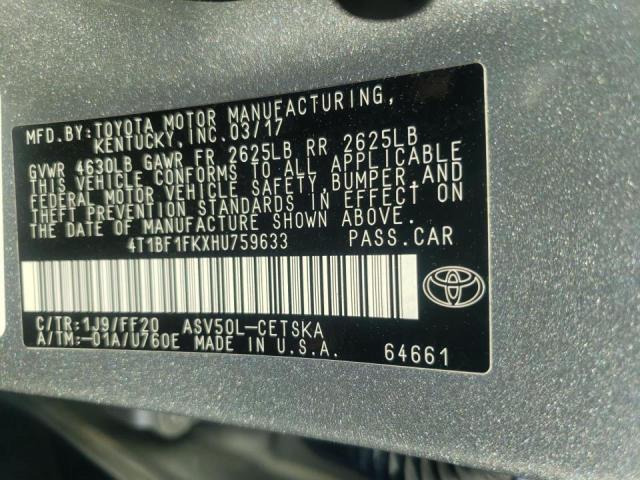 MFD.BY:TOYOTA MOTOR MANUFACTURING,
KENTUCKY,INC.03/17
GVWR 4630LB GAWR FR 2625LB RR 2625LB
THIS VEHICLE CONFORMS TO ALL APPLICABLE
FEDERAL MOTOR VEHICLE SAFETY,BUMPER,AND
THEFT PREVENTION STANDARDS IN EFFECT ON
THE DATE OF MANUFACTURE SHOWN ABOVE.
4T1BF1FKXHU759633 PASS.CAR
C/TR:1J9/FF20 ASV50L-CETSKA
A/TM:-01A/U760E MADE IN U.S.A. 64661